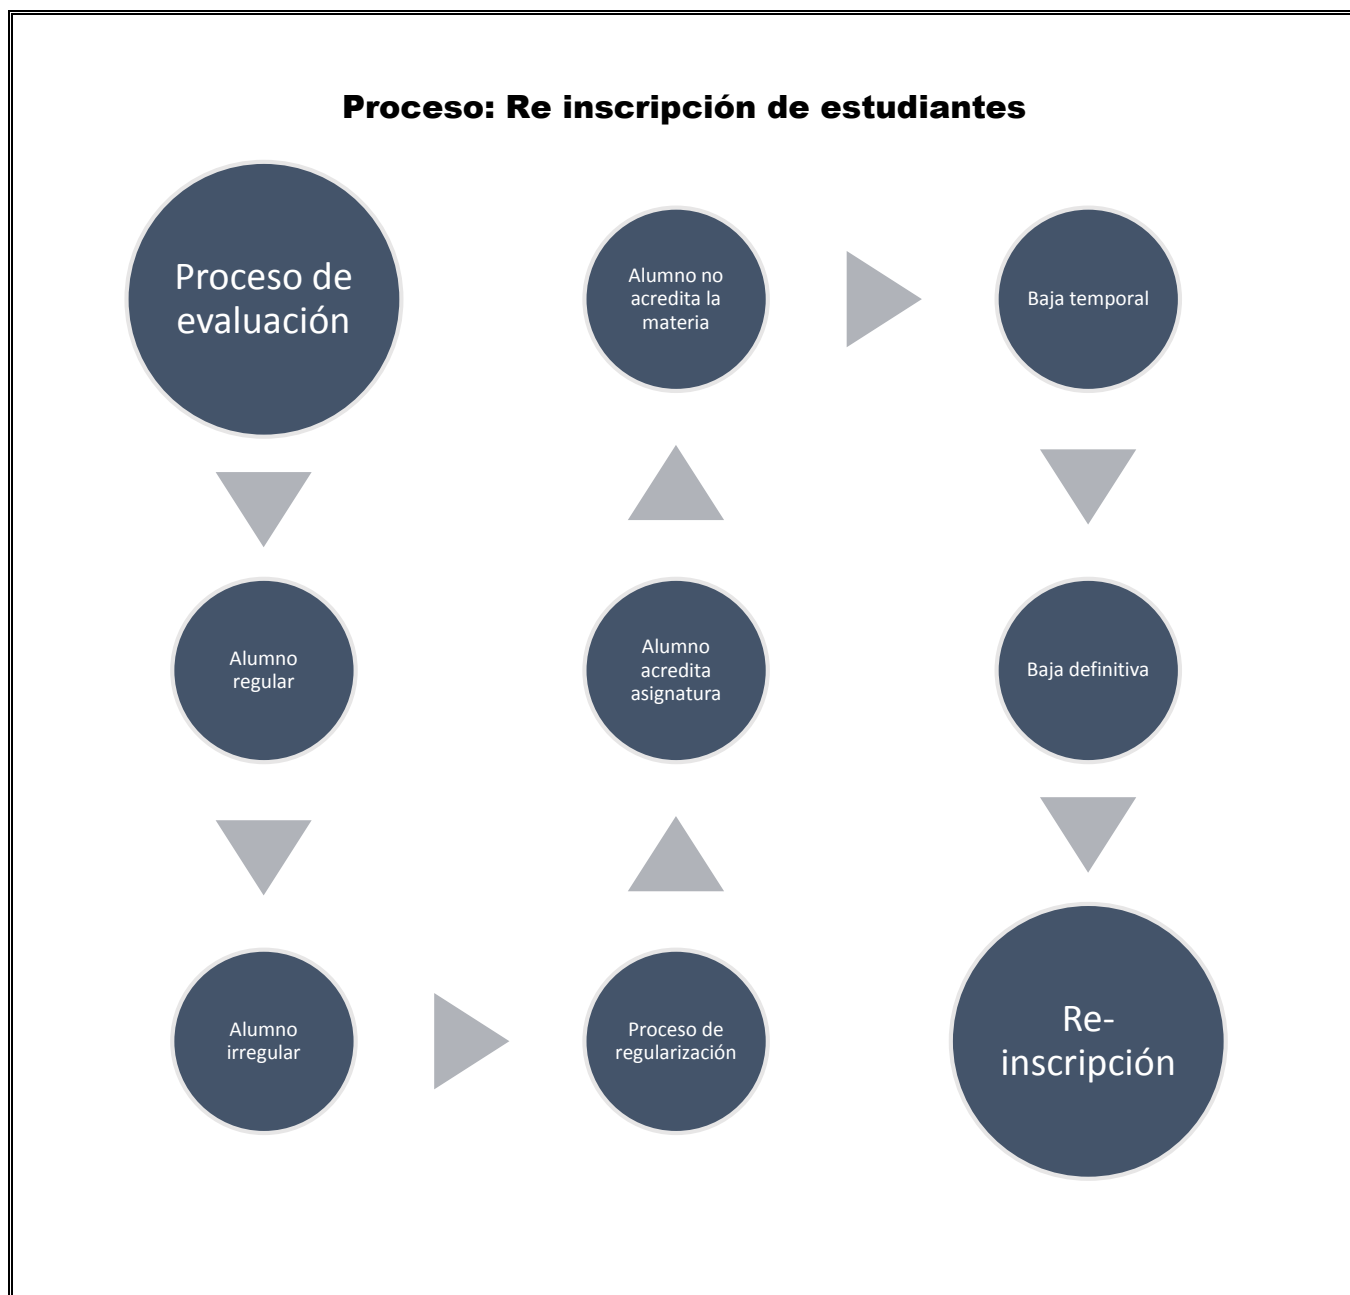 Proceso: Re inscripción de estudiantes
Proceso de
evaluación
Alumno
regular
Alumno
irregular
Proceso de
regularización
Alumno
acredita
asignatura
Alumno no
acredita la
materia
Baja temporal
Baja definitiva
Re-
inscripción